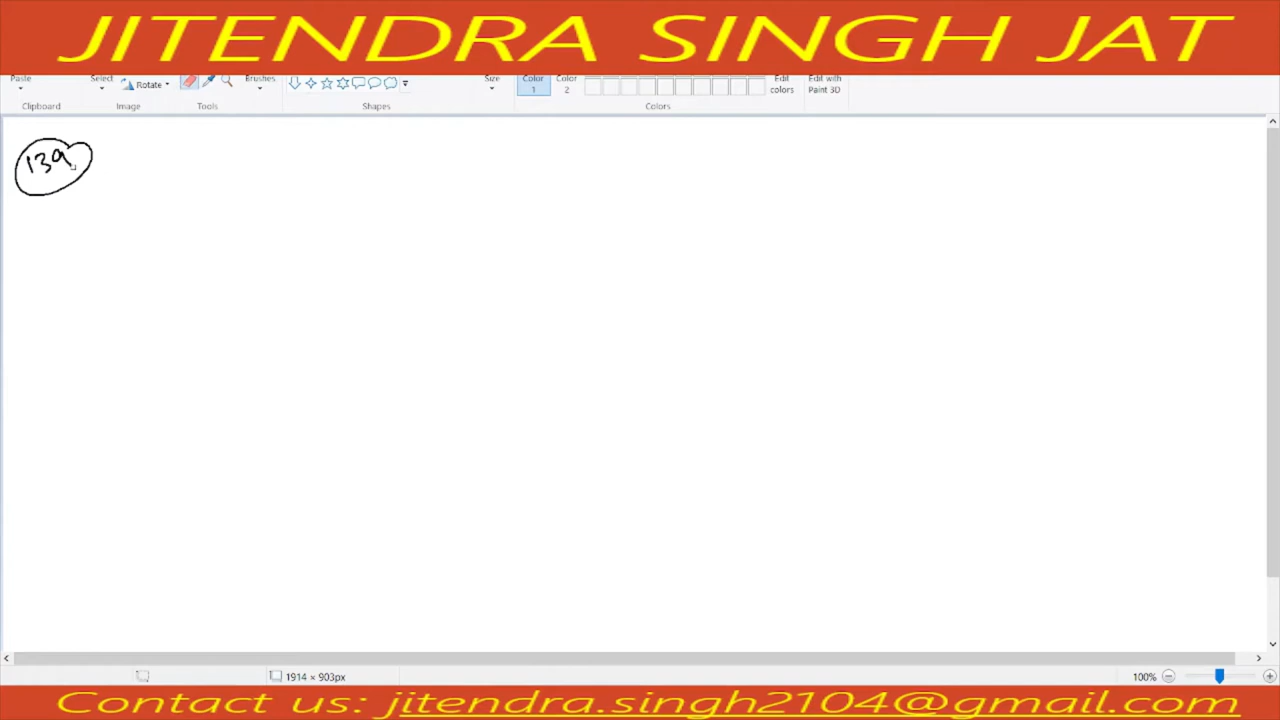 JITENDRA SINGH JAT
Paste
Select
Rotate
Brushes
Size
Color
1
Color
2
Edit
colors
Edit with
Paint 3D
Clipboard
Image
Tools
Shapes
Colors
139
1914 × 903px
100%
Contact us: jitendra.singh2104@gmail.com